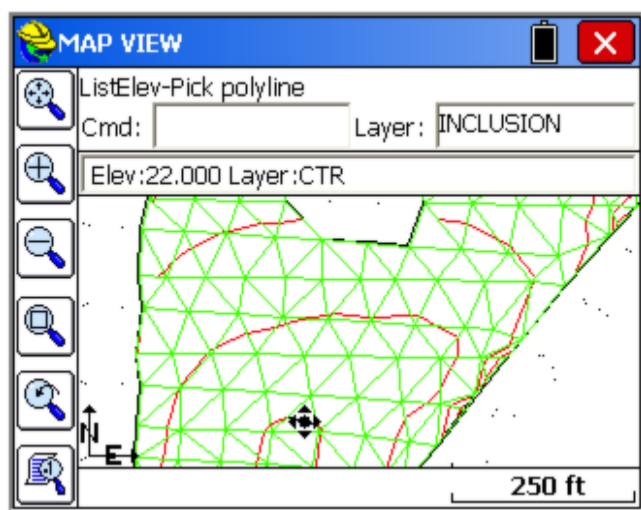 MAP VIEW
ListElev-Pick polyline
Cmd: Layer: INCLUSION
Elev:22.000 Layer:CTR
N
E
250 ft